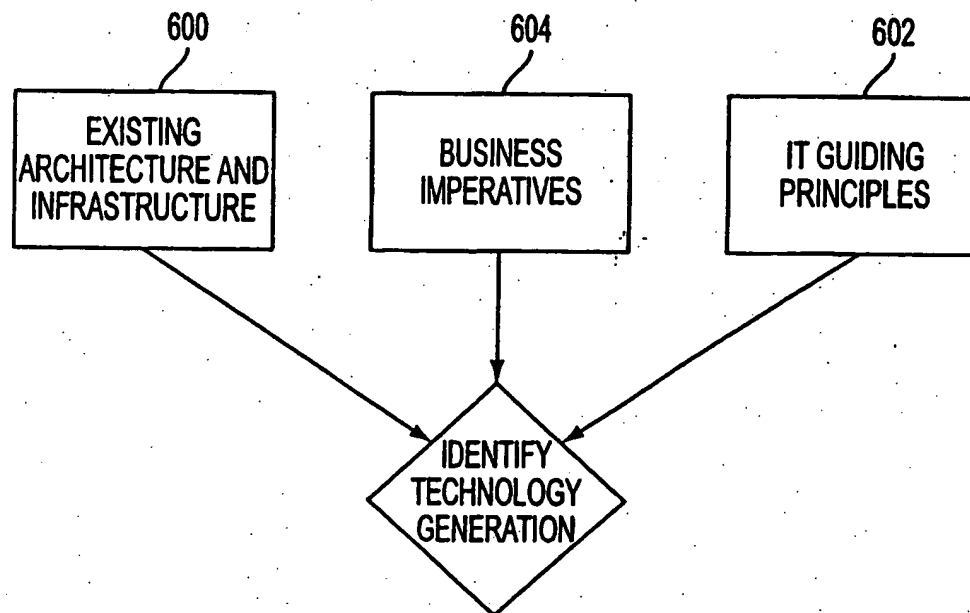 600
604
602
EXISTING
ARCHITECTURE AND
INFRASTRUCTURE
BUSINESS
IMPERATIVES
IT GUIDING
PRINCIPLES
IDENTIFY
TECHNOLOGY
GENERATION